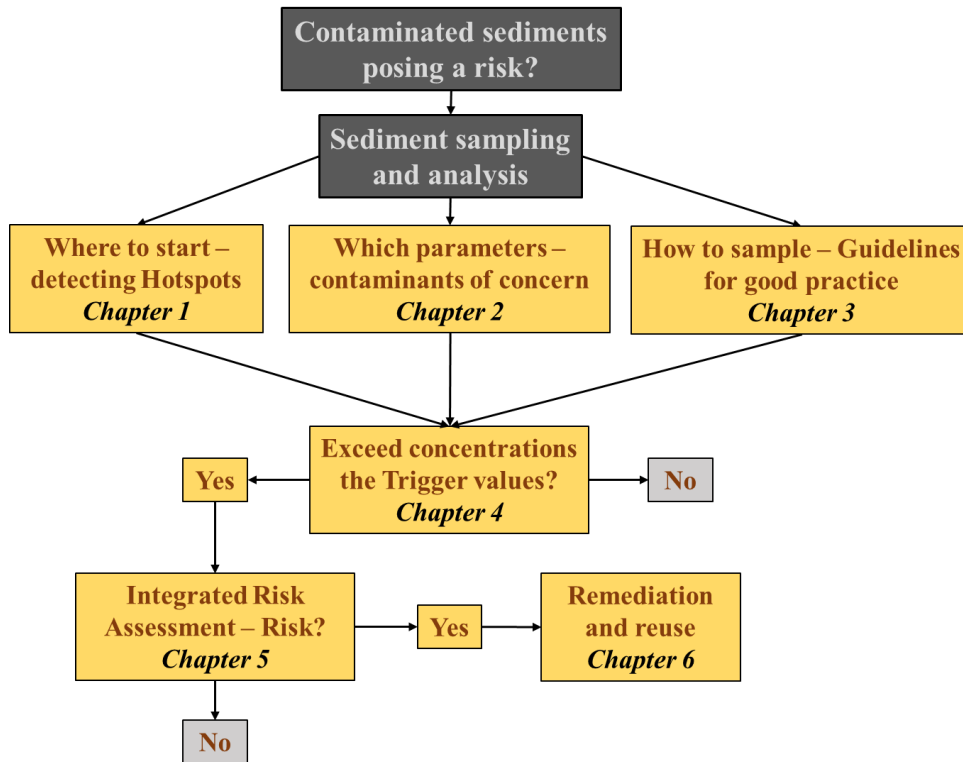 Contaminated sediments
posing a risk?
Sediment sampling
and analysis
Where to start –
detecting Hotspots
Chapter 1
Which parameters –
contaminants of concern
Chapter 2
How to sample – Guidelines
for good practice
Chapter 3
Exceed concentrations
the Trigger values?
Chapter 4
Yes
No
Integrated Risk
Assessment – Risk?
Chapter 5
Yes
Remediation
and reuse
Chapter 6
No